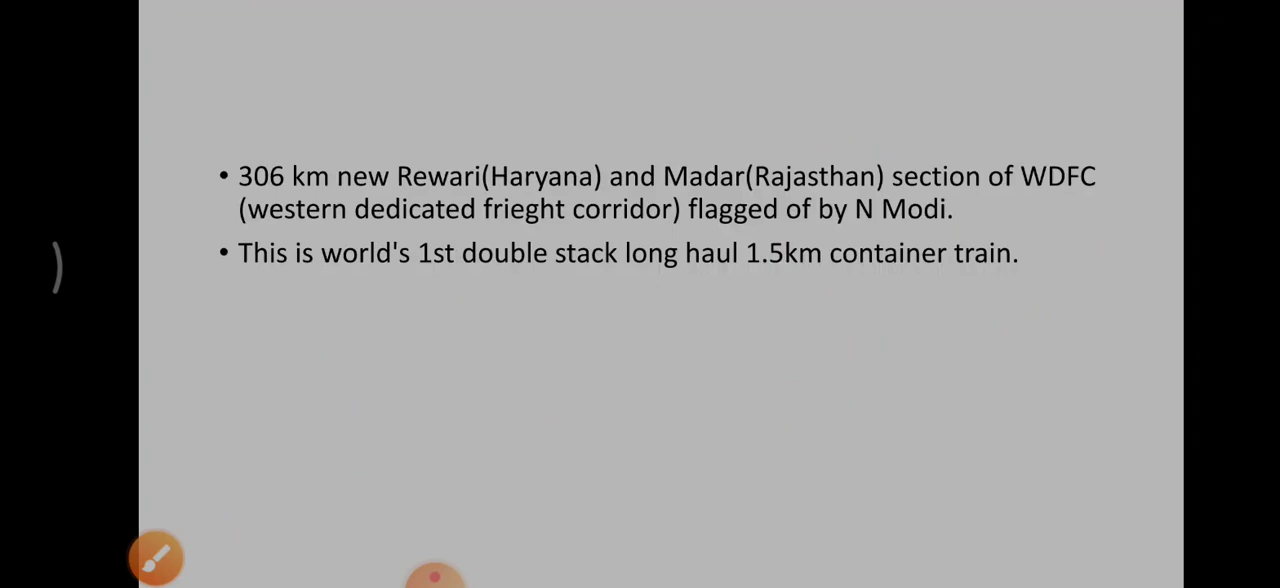 • 306 km new Rewari(Haryana) and Madar(Rajasthan) section of WDFC
(western dedicated frieght corridor) flagged of by N Modi.
• This is world's 1st double stack long haul 1.5km container train.